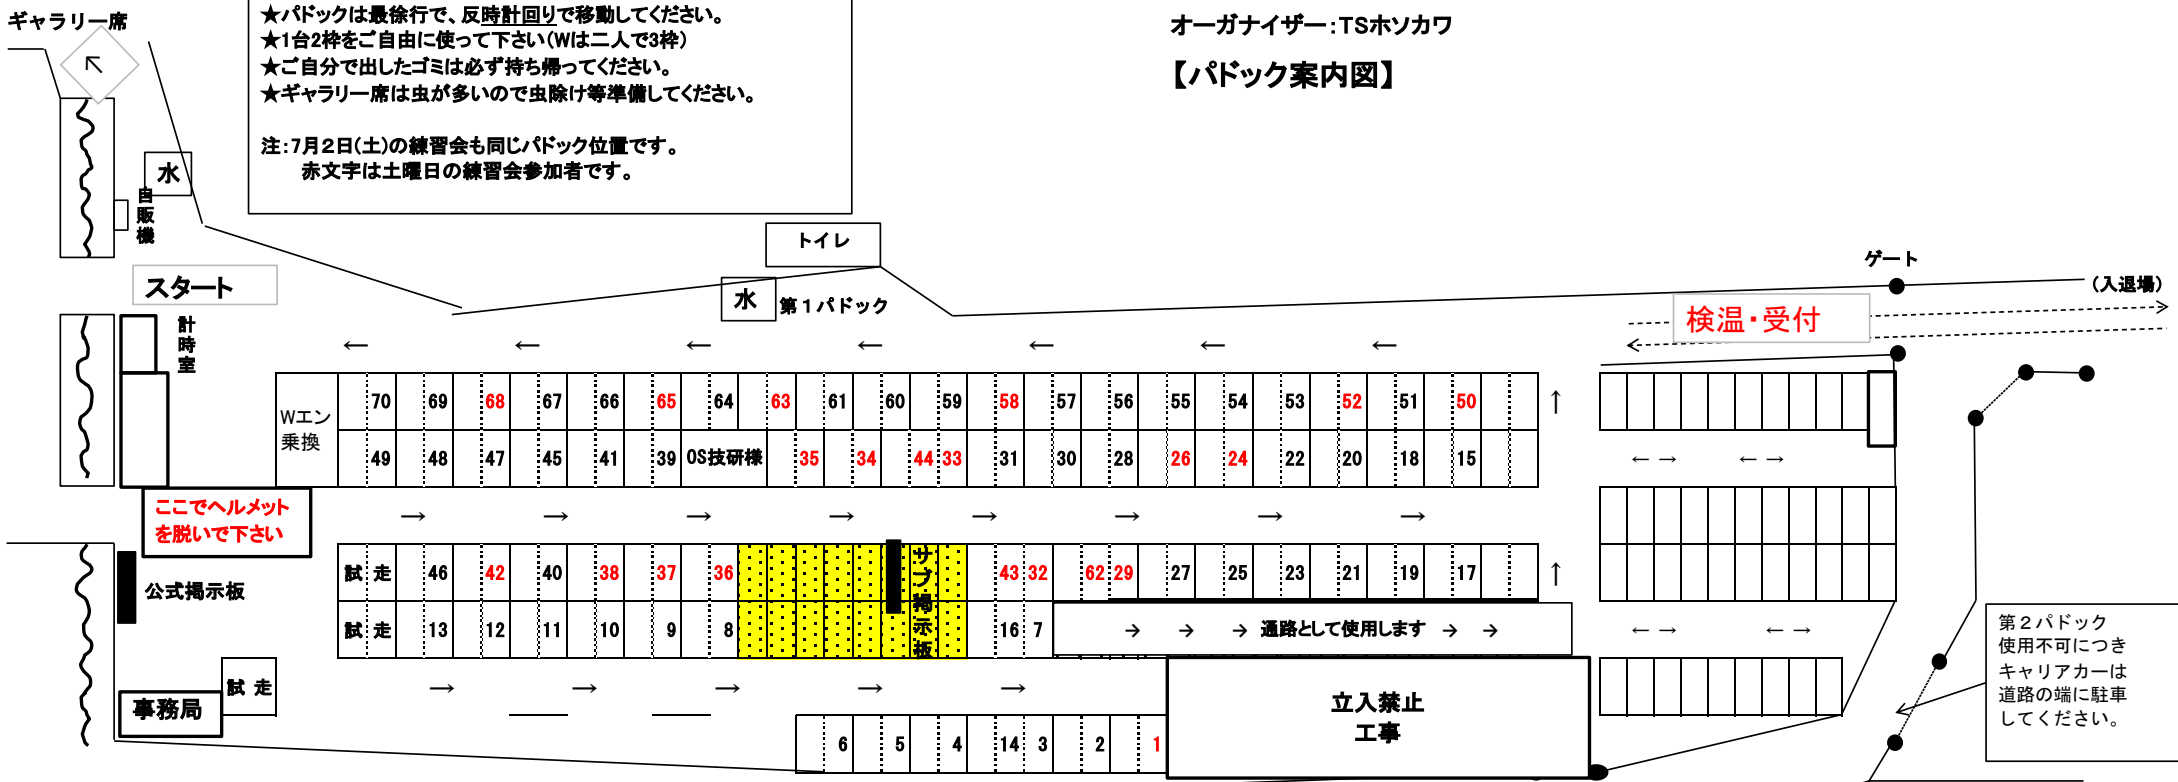 ギャラリー席
↖
★パドックは最徐行で、反時計回りで移動してください。
★1台2枠をご自由に使って下さい(Wは二人で3枠)
★ご自分で出したゴミは必ず持ち帰ってください。
★ギャラリー席は虫が多いので虫除け等準備してください。
注:7月2日(土)の練習会も同じパドック位置です。
赤文字は土曜日の練習会参加者です。
オーガナイザー:TSホソカワ
【パドック案内図】
水
自販機
トイレ
スタート
水
第1パドック
ゲート
(入退場)
検温・受付
計時室
← ← ← ← ← ← ←
Wエン
乗換
70 69 68 67 66 65 64 63 61 60 59 58 57 56 55 54 53 52 51 50
↑
49 48 47 45 41 39 OS技研様 35 34 44 33 31 30 28 26 24 22 20 18 15
←→ ←→
ここでヘルメット
を脱いで下さい
→ → → → → → → →
公式掲示板
試 走 46 42 40 38 37 36 43 32 62 29 27 25 23 21 19 17
↑
サブ掲示板
試 走 13 12 11 10 9 8 16 7
→ → → 通路として使用します → →
←→ ←→
第2パドック
使用不可につき
キャリアカーは
道路の端に駐車
してください。
試 走
事務局
→ → → → →
立入禁止
工事
6 5 4 14 3 2 1